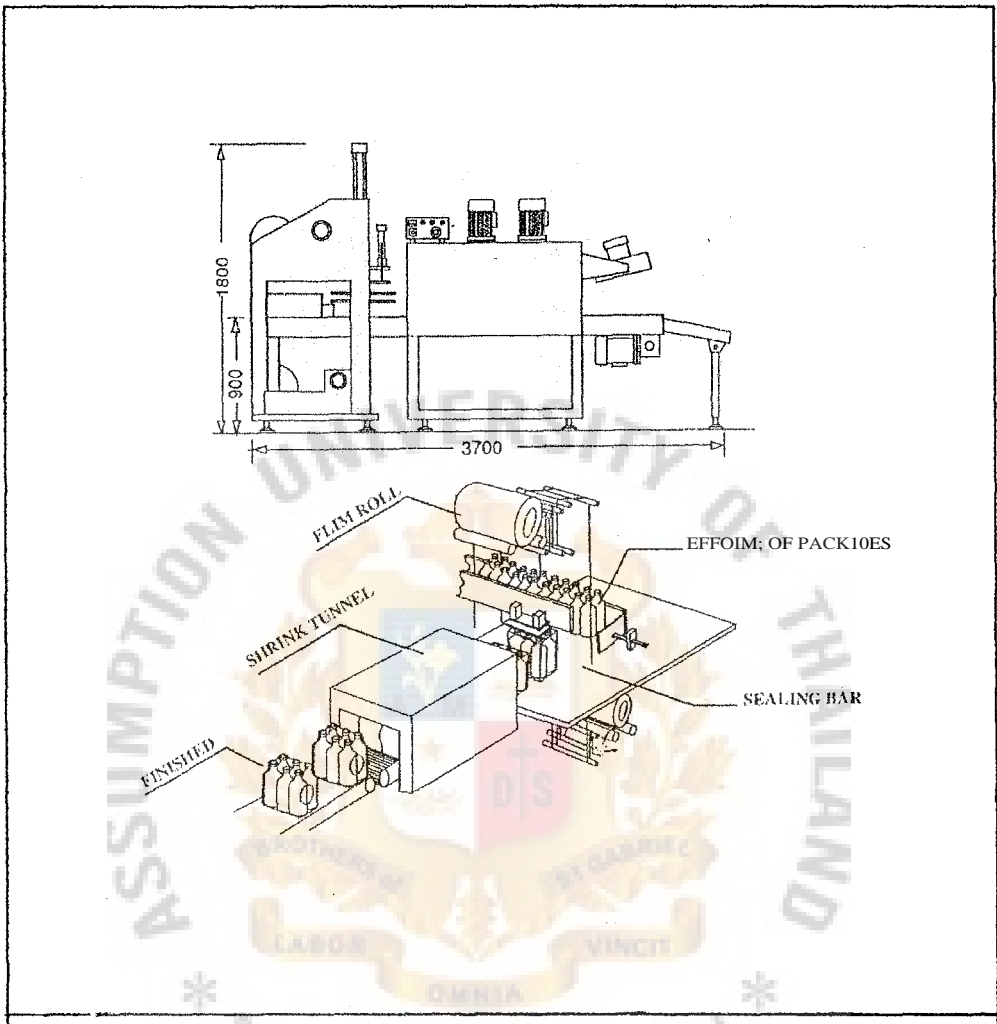 1800
900
3700
FLIM ROLL
EFFOIM; OF PACK10ES
SHRINK TUNNEL
SEALING BAR
FINISHED
ASSUMPTION UNIVERSITY OF THAILAND
D S
BROTHERS of
ST GABRIEL
LABOR
VINCIT
OMNIA